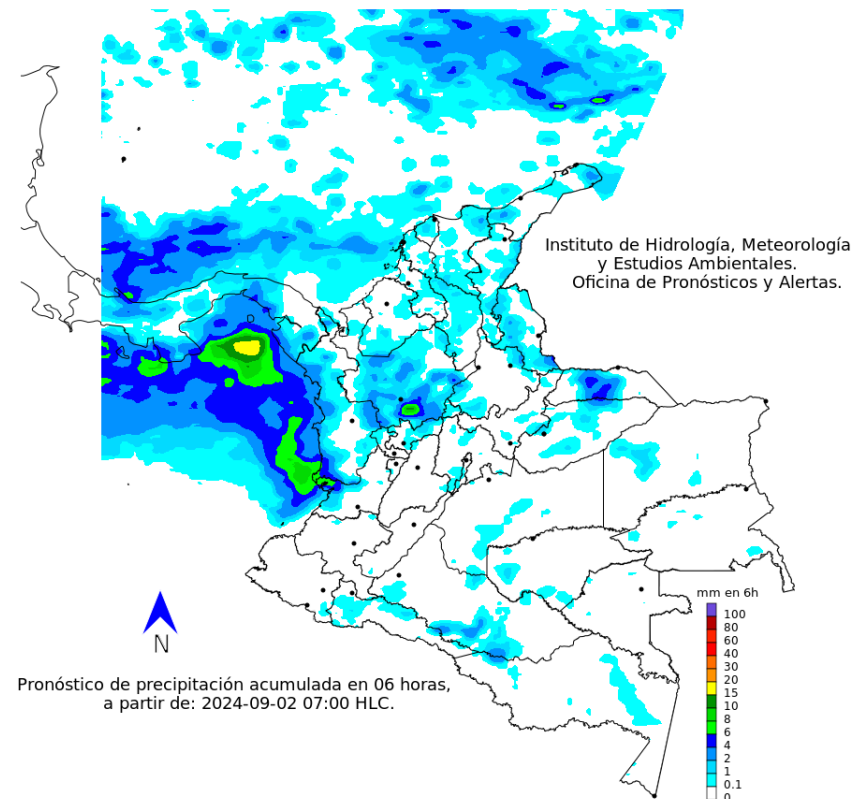 Instituto de Hidrología, Meteorología
y Estudios Ambientales.
Oficina de Pronósticos y Alertas.
mm en 6h
100
80
60
40
30
20
15
10
8
6
4
2
1
0.1
0
N
Pronóstico de precipitación acumulada en 06 horas,
a partir de: 2024-09-02 07:00 HLC.